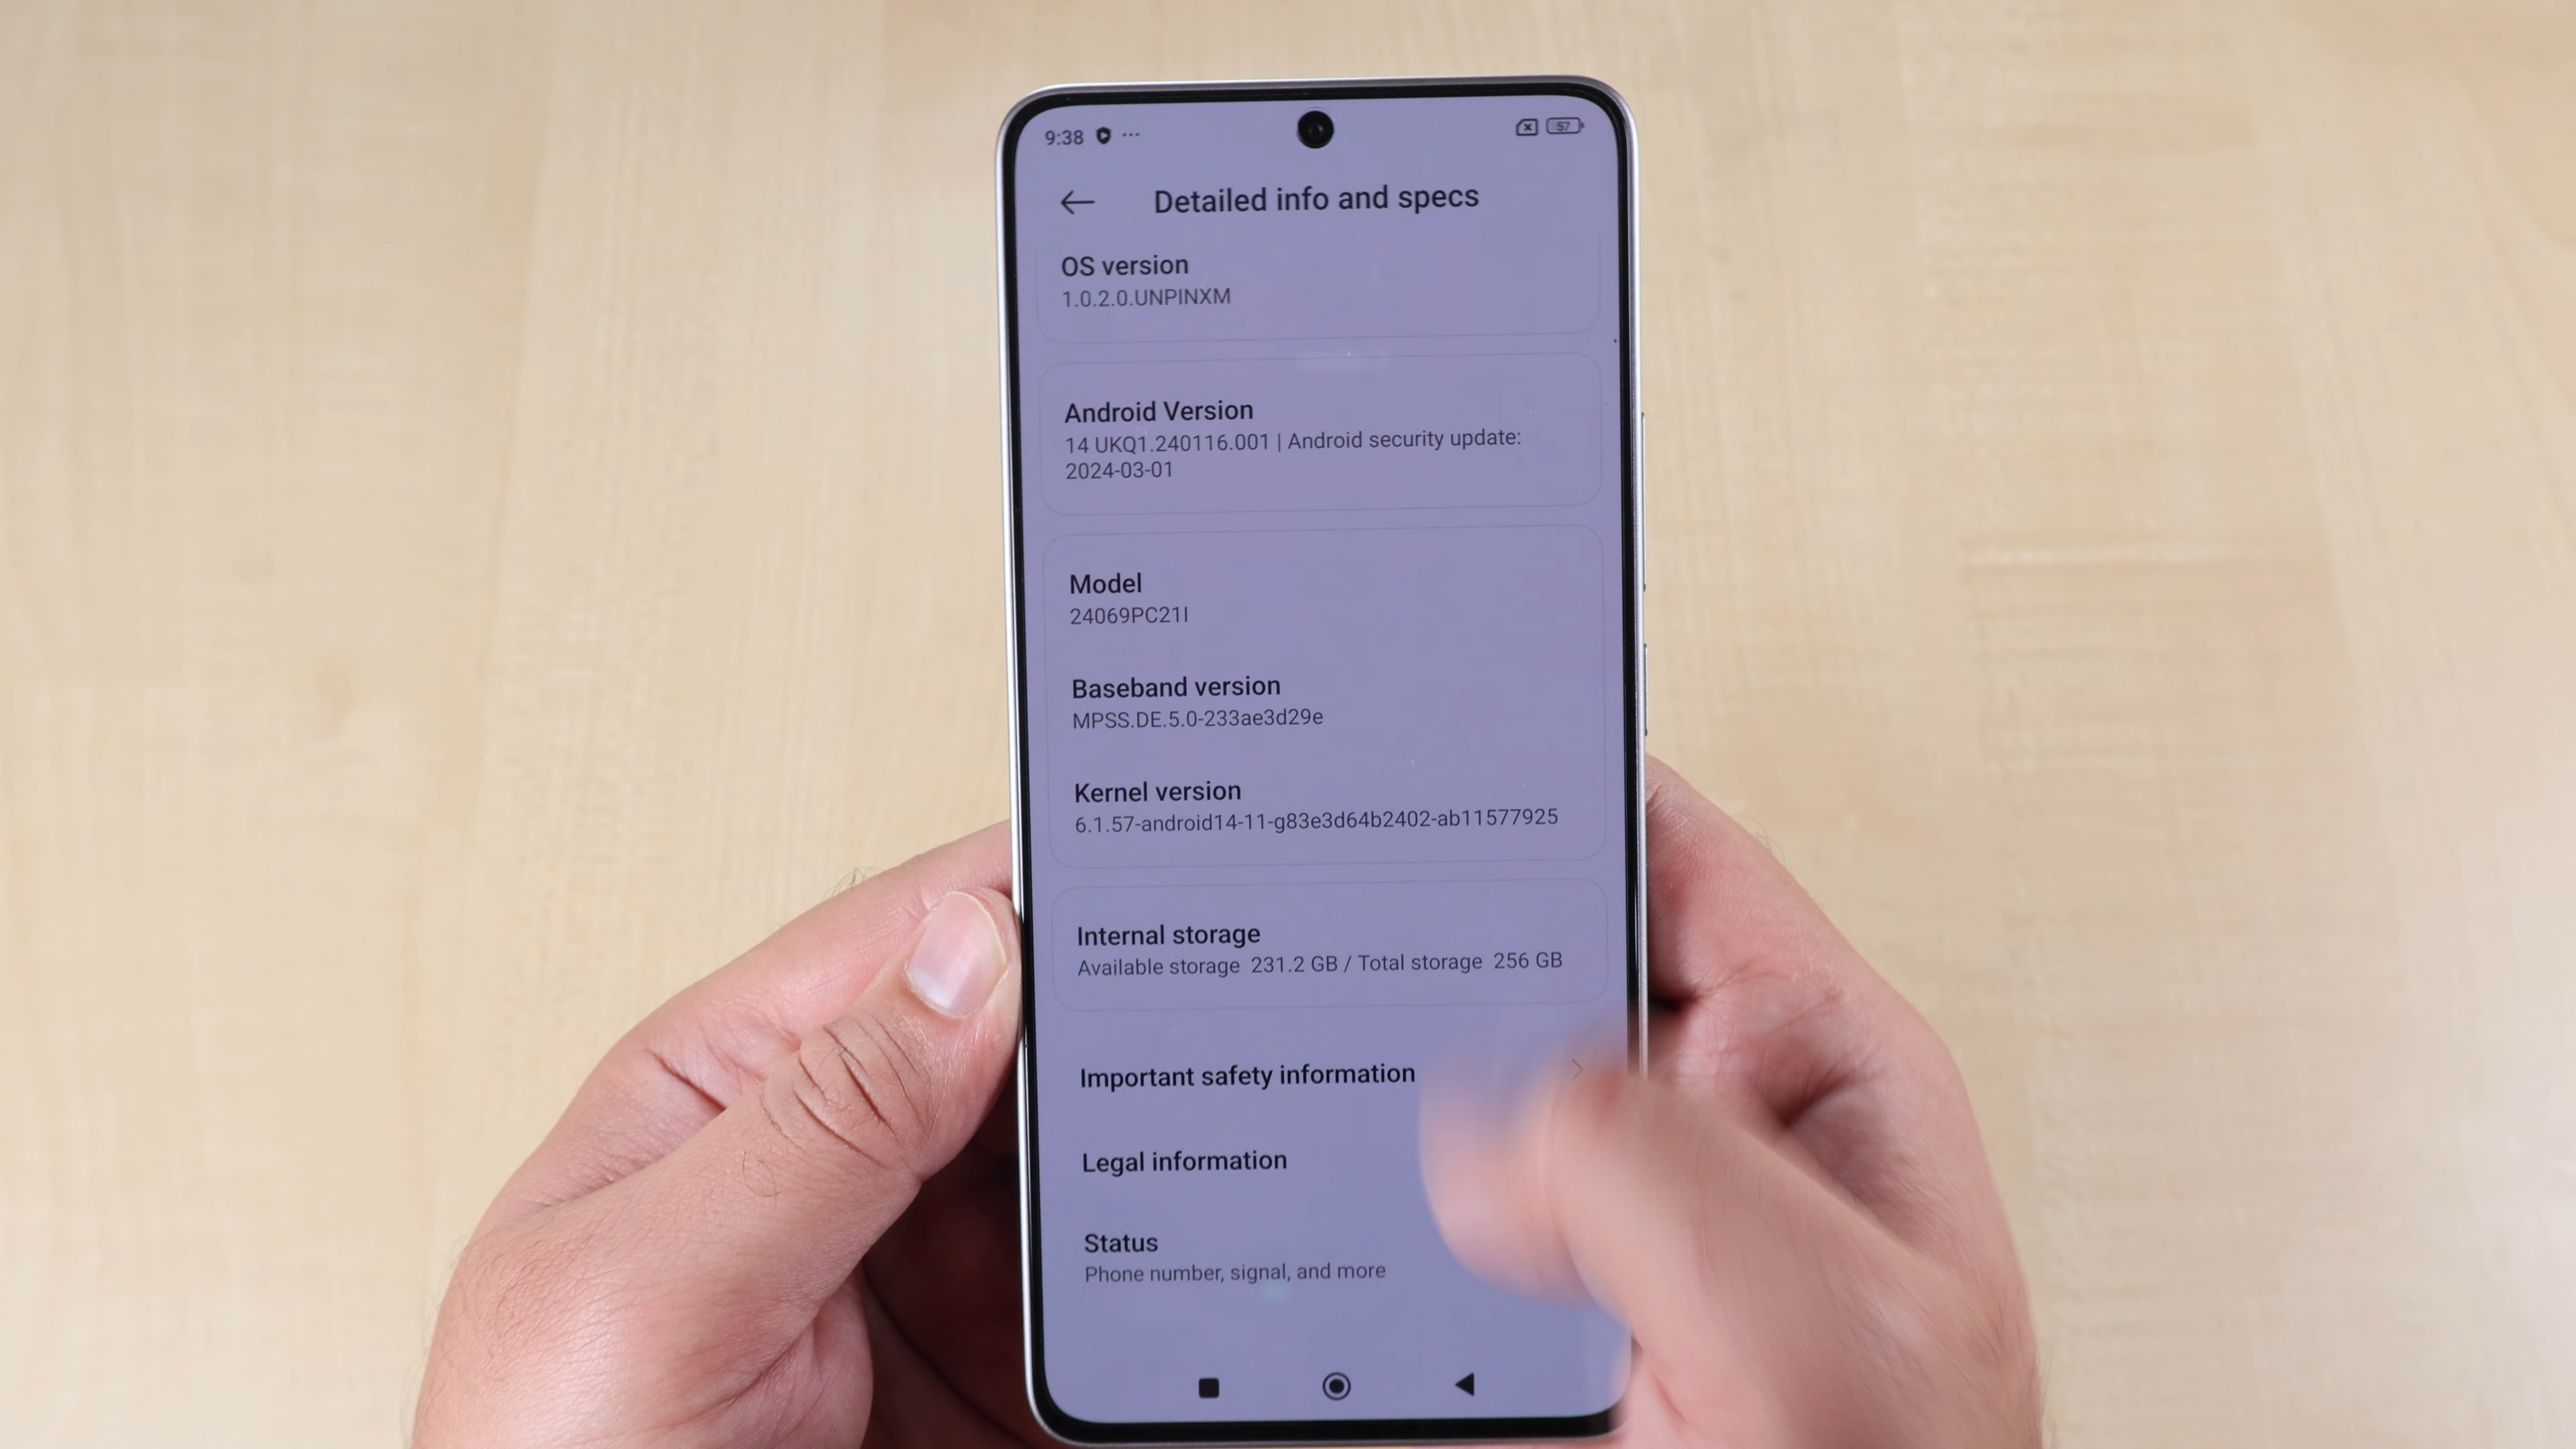 9:38
57
Detailed info and specs
OS version
1.0.2.0.UNPINXM
Android Version
14 UKQ1.240116.001 | Android security update:
2024-03-01
Model
24069PC21I
Baseband version
MPSS.DE.5.0-233ae3d29e
Kernel version
6.1.57-android14-11-g83e3d64b2402-ab11577925
Internal storage
Available storage 231.2 GB / Total storage 256 GB
Important safety information
Legal information
Status
Phone number, signal, and more